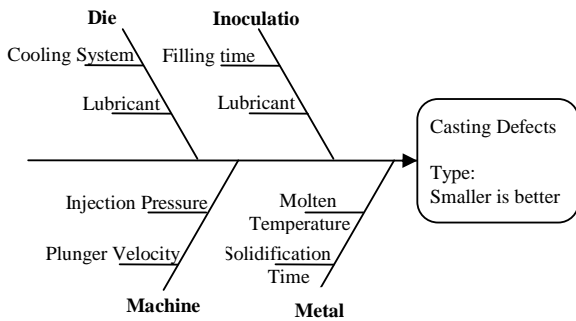 Die
Inoculatio
Cooling System
Filling time
Lubricant
Lubricant
Casting Defects
Type:
Smaller is better
Injection Pressure
Molten
Temperature
Plunger Velocity
Solidification
Time
Machine
Metal